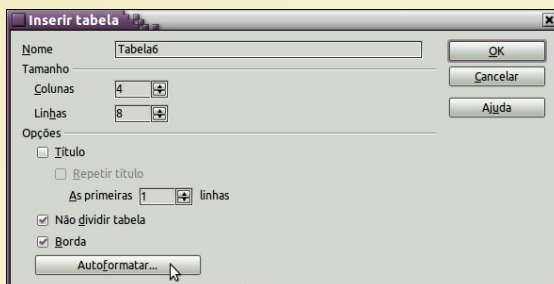 Inserir tabela
Nome Tabela6
OK
Tamanho
Cancelar
Colunas 4
Ajuda
Linhas 8
Opções
Título
Repetir título
As primeiras 1 linhas
Não dividir tabela
Borda
Autoformatar...